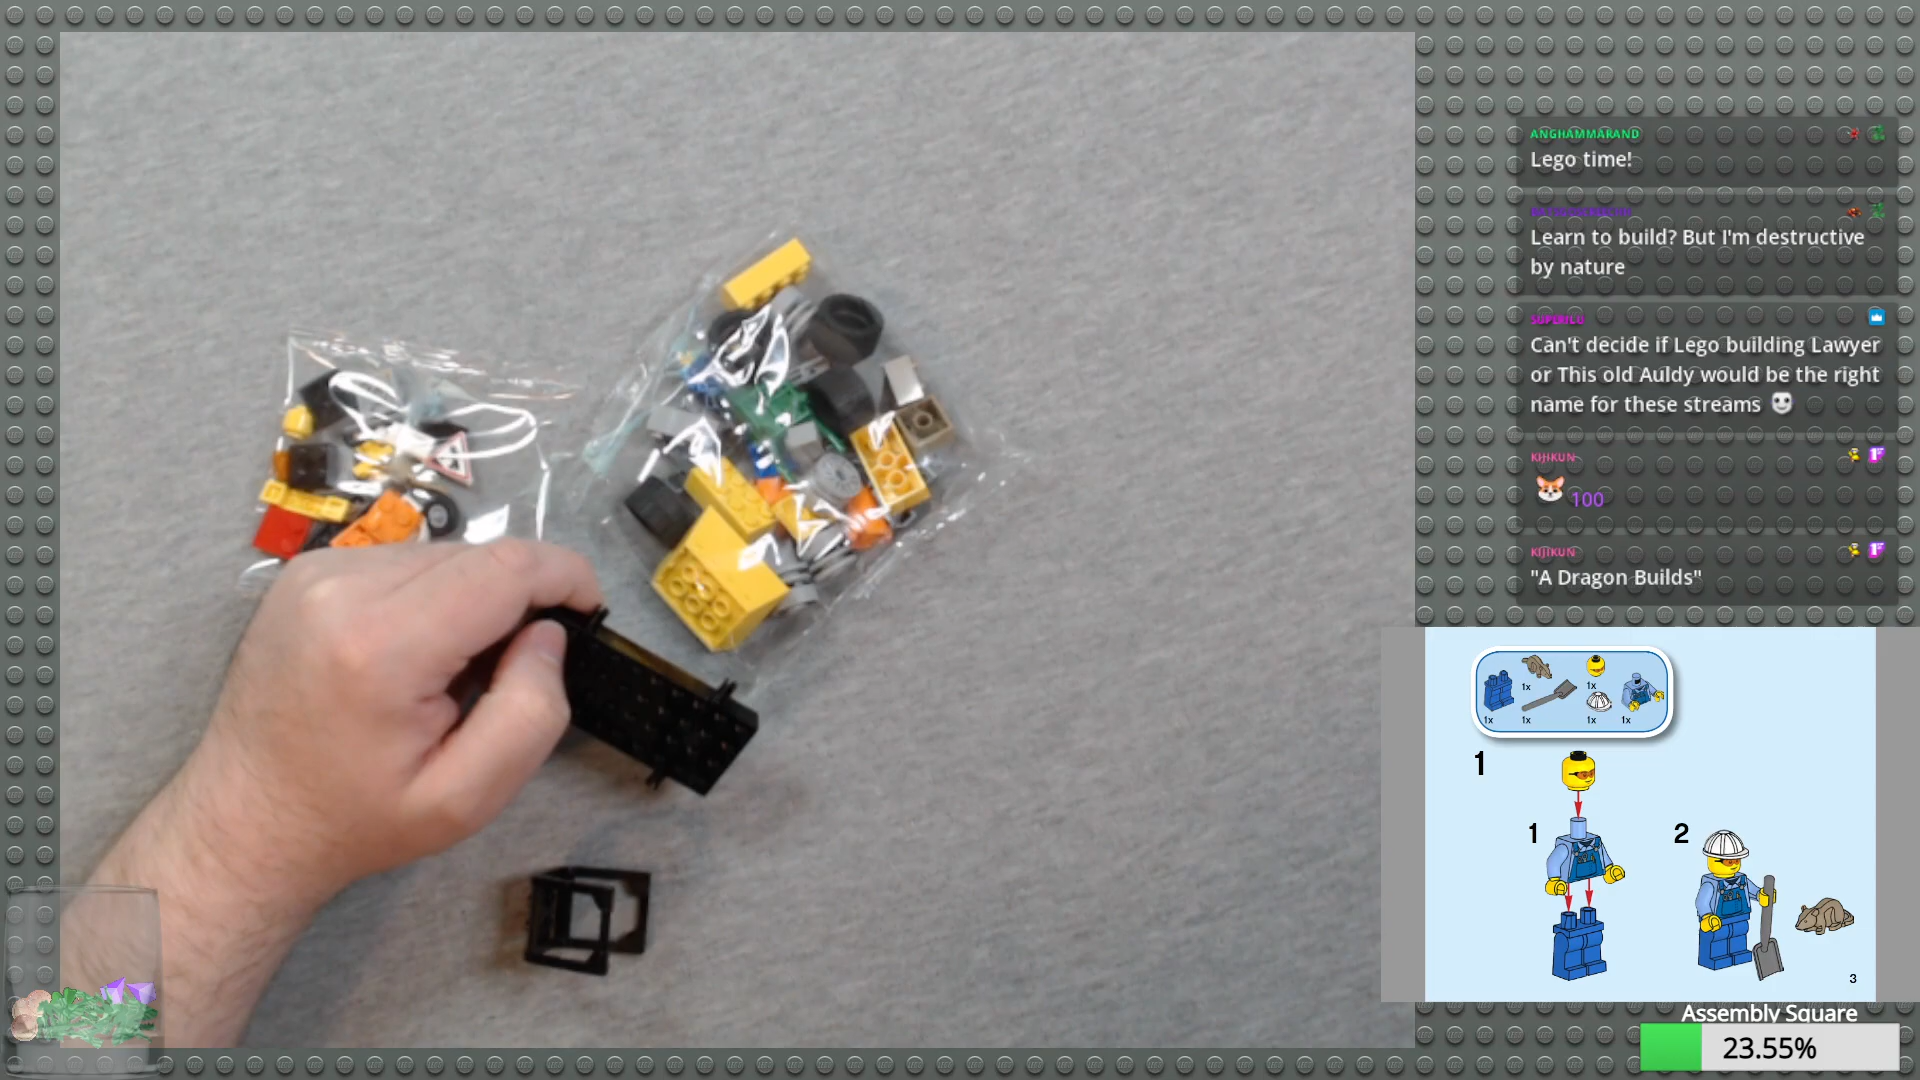 ANGHAMMARAND
Lego time!
Learn to build? But I'm destructive
by nature
SUPERILU
Can't decide if Lego building Lawyer
or This old Auldy would be the right
name for these streams
KIJIKUN
100
KIJIKUN
"A Dragon Builds"
1x
1x
1x
1x
1x
1x
1
1
2
3
Assembly Square
23.55%